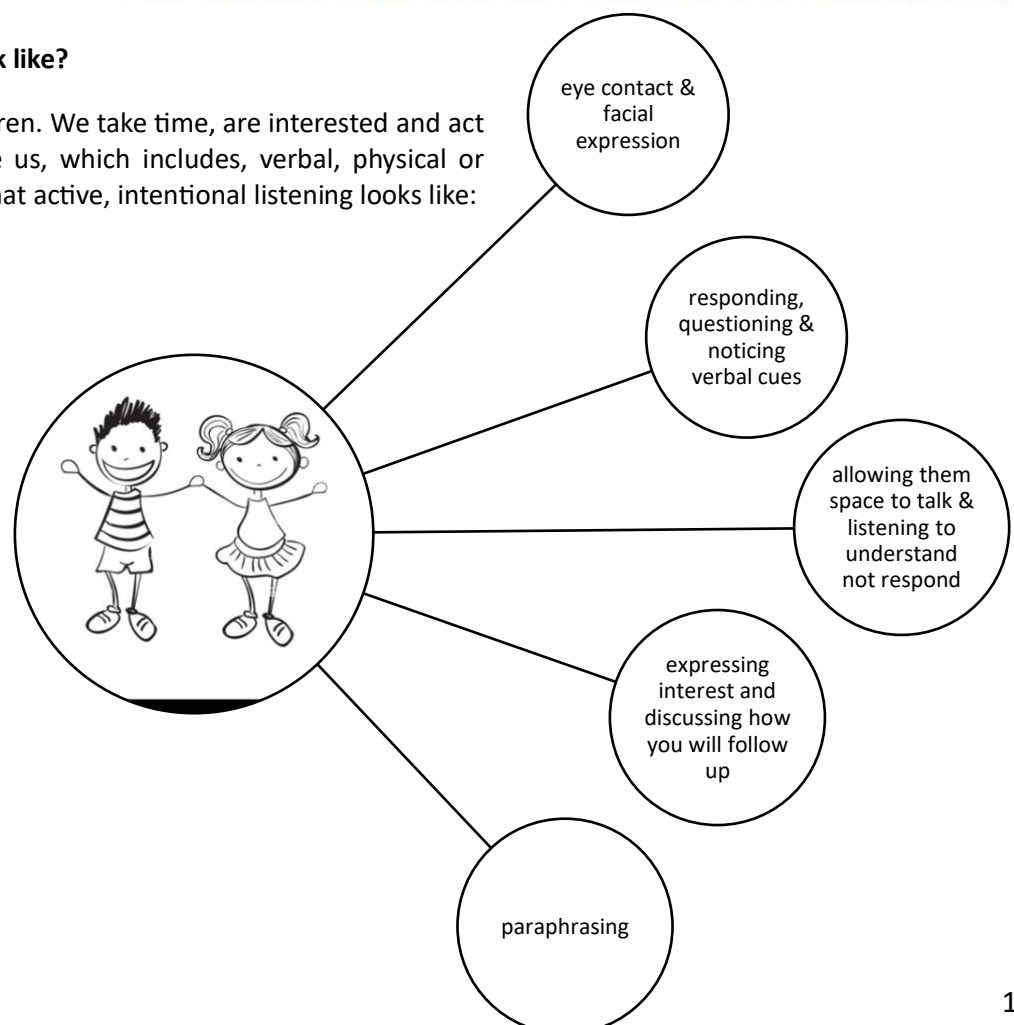 like?
ren. We take time, are interested and act
us, which includes, verbal, physical or
active, intentional listening looks like:
eye contact &
facial
expression
responding,
questioning &
noticing
verbal cues
allowing them
space to talk &
listening to
understand
not respond
expressing
interest and
discussing how
you will follow
up
paraphrasing
1